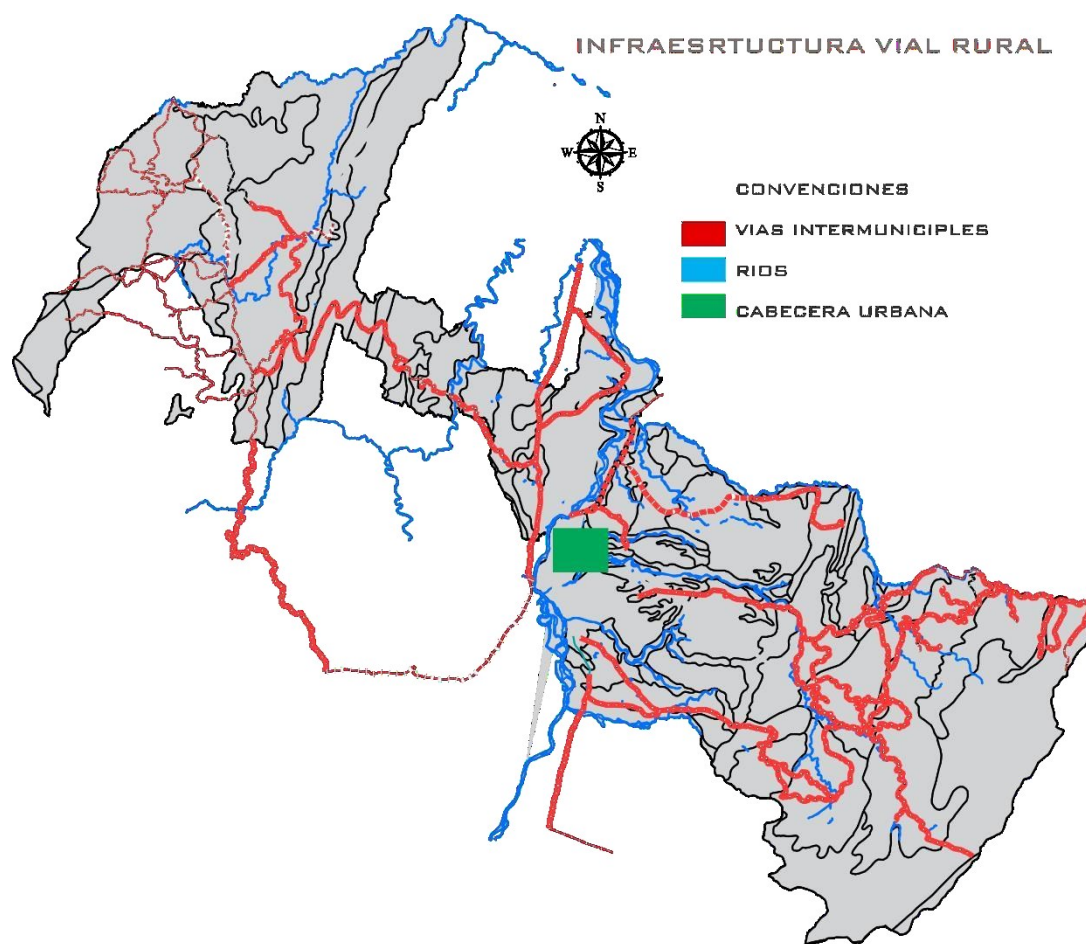 INFRAESRTUCTURA VIAL RURAL
N
W E
S
CONVENCIONES
VIAS INTERMUNICIPLES
RIOS
CABECERA URBANA